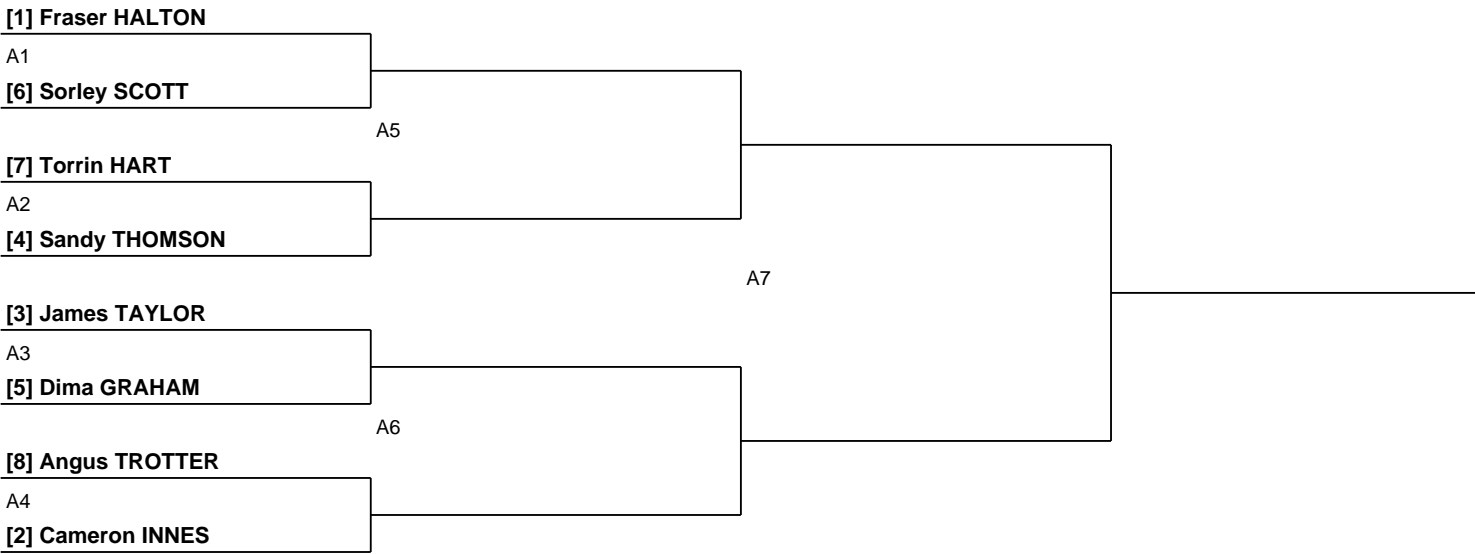 [1] Fraser HALTON
A1
[6] Sorley SCOTT
A5
[7] Torrin HART
A2
[4] Sandy THOMSON
A7
[3] James TAYLOR
A3
[5] Dima GRAHAM
A6
[8] Angus TROTTER
A4
[2] Cameron INNES